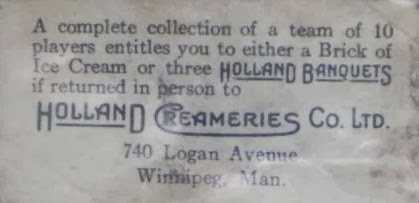 A complete collection of a team of 10
players entitles you to either a Brick of
Ice Cream or three HOLLAND BANQUETS
if returned in person to
HOLLAND CREAMERIES CO. LTD.
740 Logan Avenue
Winnipeg, Man.